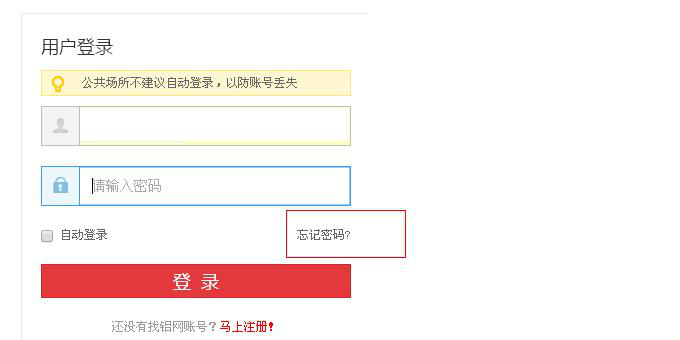 用户登录
公共场所不建议自动登录，以防账号丢失
请输入密码
自动登录
忘记密码?
登 录
还没有找铝网账号？马上注册!